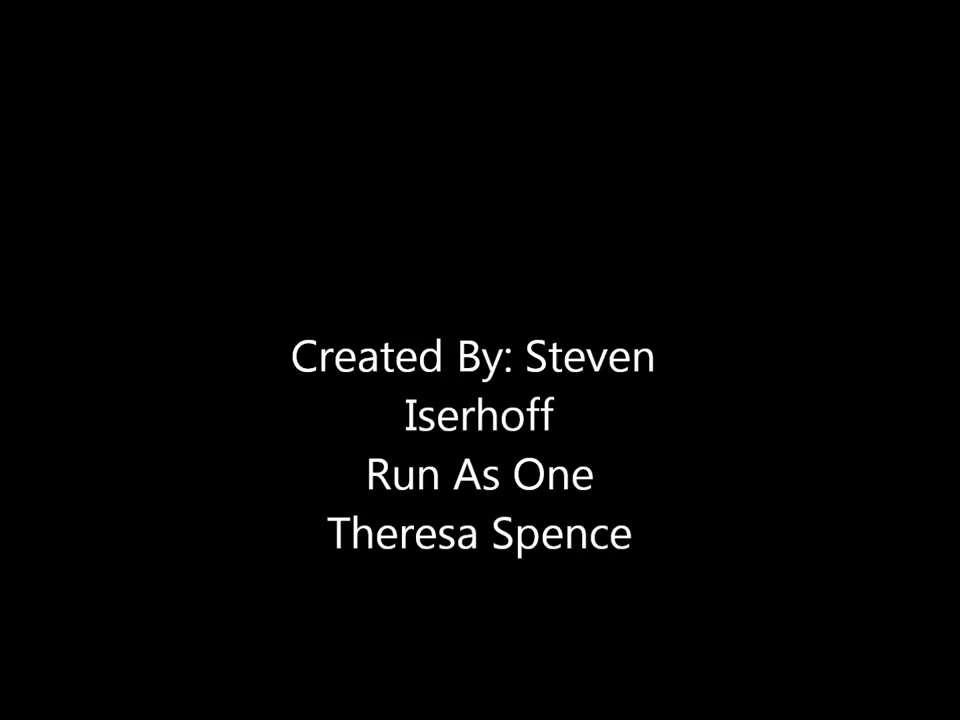 Created By: Steven
Iserhoff
Run As One
Theresa Spence